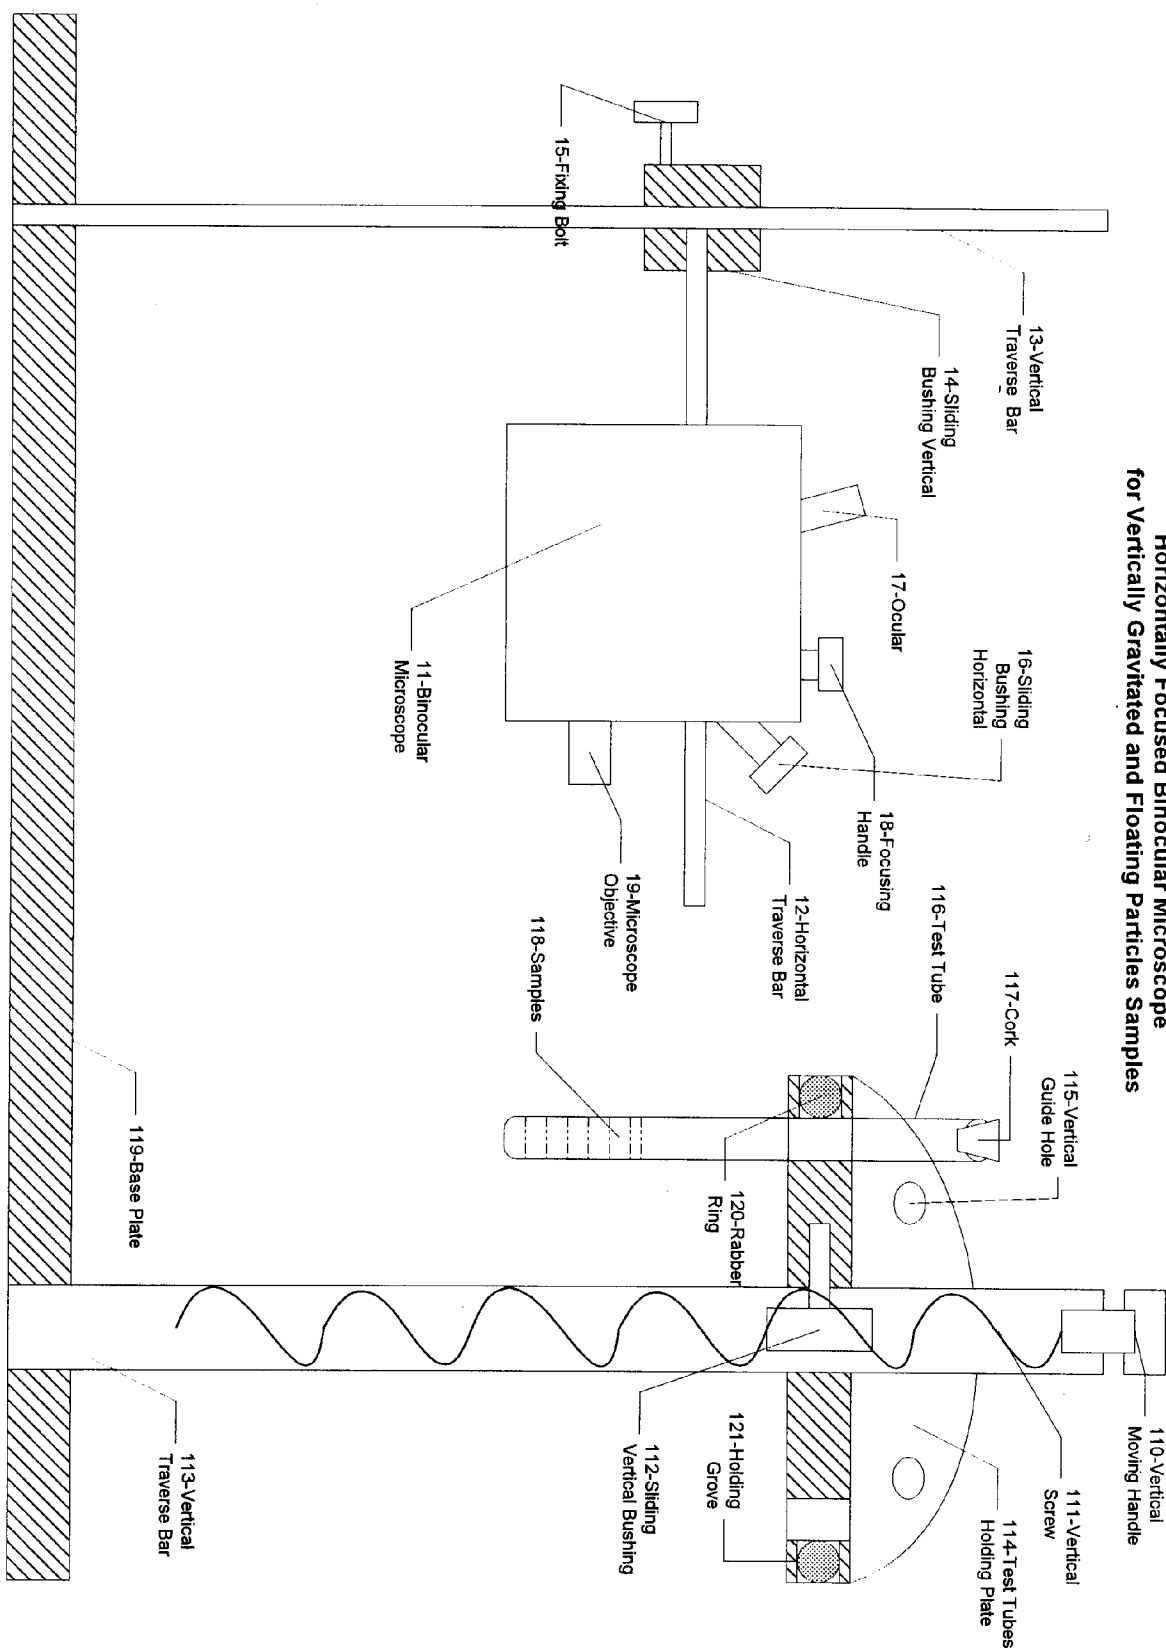 Horizontally Focused Binocular Microscope
for Vertically Gravitated and Floating Particles Samples
110-Vertical
Moving Handle
111-Vertical
Screw
114-Test Tubes
Holding Plate
115-Vertical
Guide Hole
117-Cork
116-Test Tube
13-Vertical
Traverse Bar
14-Sliding
Bushing Vertical
16-Sliding
Bushing
Horizontal
17-Ocular
18-Focusing
Handle
12-Horizontal
Traverse Bar
19-Microscope
Objective
118-Samples
120-Rabber
Ring
121-Holding
Grove
112-Sliding
Vertical Bushing
15-Fixing Bolt
11-Binocular
Microscope
119-Base Plate
113-Vertical
Traverse Bar